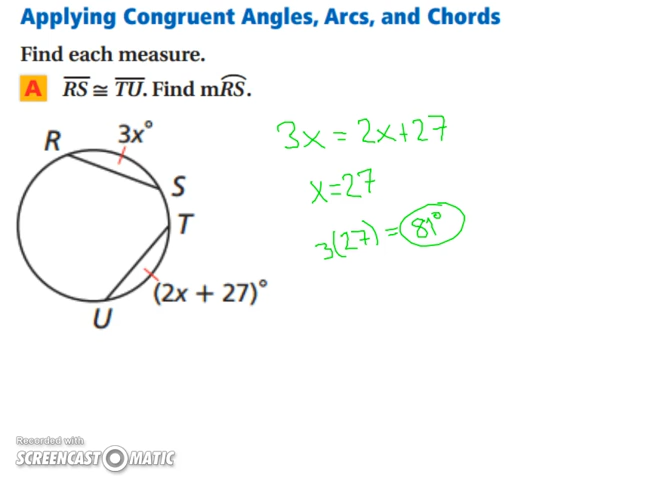 Applying Congruent Angles, Arcs, and Chords
Find each measure.
A RS ≅ TU. Find mRS.
3x°
R
S
T
(2x + 27)°
U
3x = 2x+27
x=27
3(27) = 81°
Recorded with
SCREENCAST O MATIC